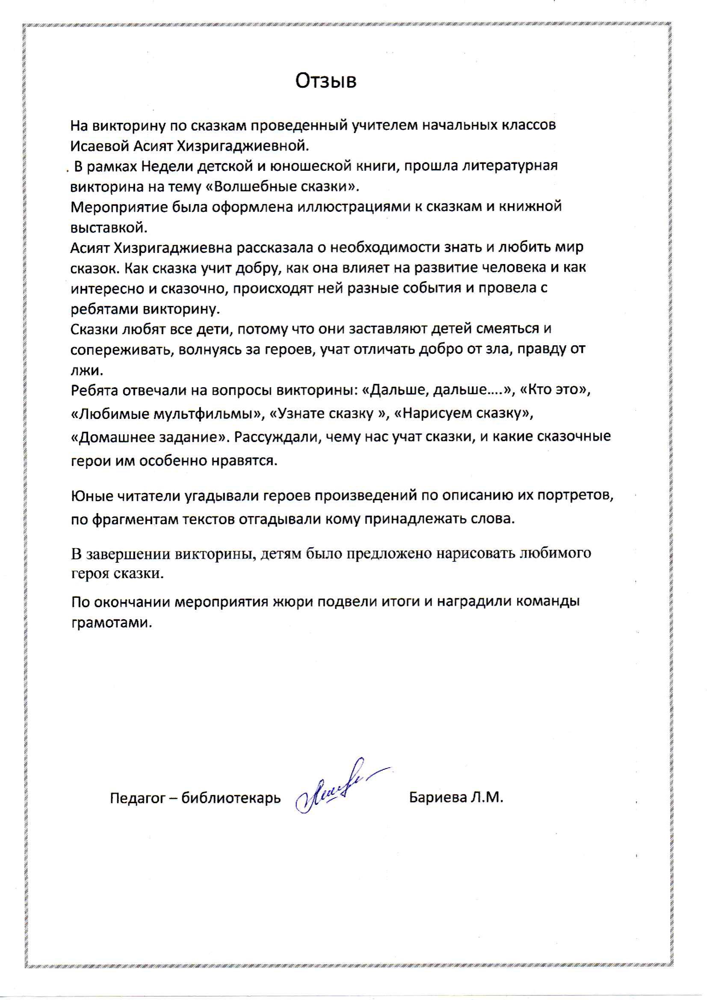 Отзыв
На викторину по сказкам проведенный учителем начальных классов
Исаевой Асият Хизригаджиевной.
. В рамках Недели детской и юношеской книги, прошла литературная
викторина на тему «Волшебные сказки».
Мероприятие была оформлена иллюстрациями к сказкам и книжной
выставкой.
Асият Хизригаджиевна рассказала о необходимости знать и любить мир
сказок. Как сказка учит добру, как она влияет на развитие человека и как
интересно и сказочно, происходят ней разные события и провела с
ребятами викторину.
Сказки любят все дети, потому что они заставляют детей смеяться и
сопереживать, волнуясь за героев, учат отличать добро от зла, правду от
лжи.
Ребята отвечали на вопросы викторины: «Дальше, дальше....», «Кто это»,
«Любимые мультфильмы», «Узнате сказку », «Нарисуем сказку»,
«Домашнее задание». Рассуждали, чему нас учат сказки, и какие сказочные
герои им особенно нравятся.
Юные читатели угадывали героев произведений по описанию их портретов,
по фрагментам текстов отгадывали кому принадлежать слова.
В завершении викторины, детям было предложено нарисовать любимого
героя сказки.
По окончании мероприятия жюри подвели итоги и наградили команды
грамотами.
Педагог – библиотекарь Бариева Л.М.